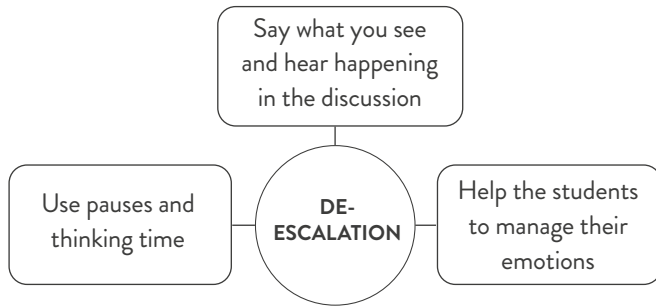 Say what you see
and hear happening
in the discussion
Use pauses and
thinking time
DE-
ESCALATION
Help the students
to manage their
emotions